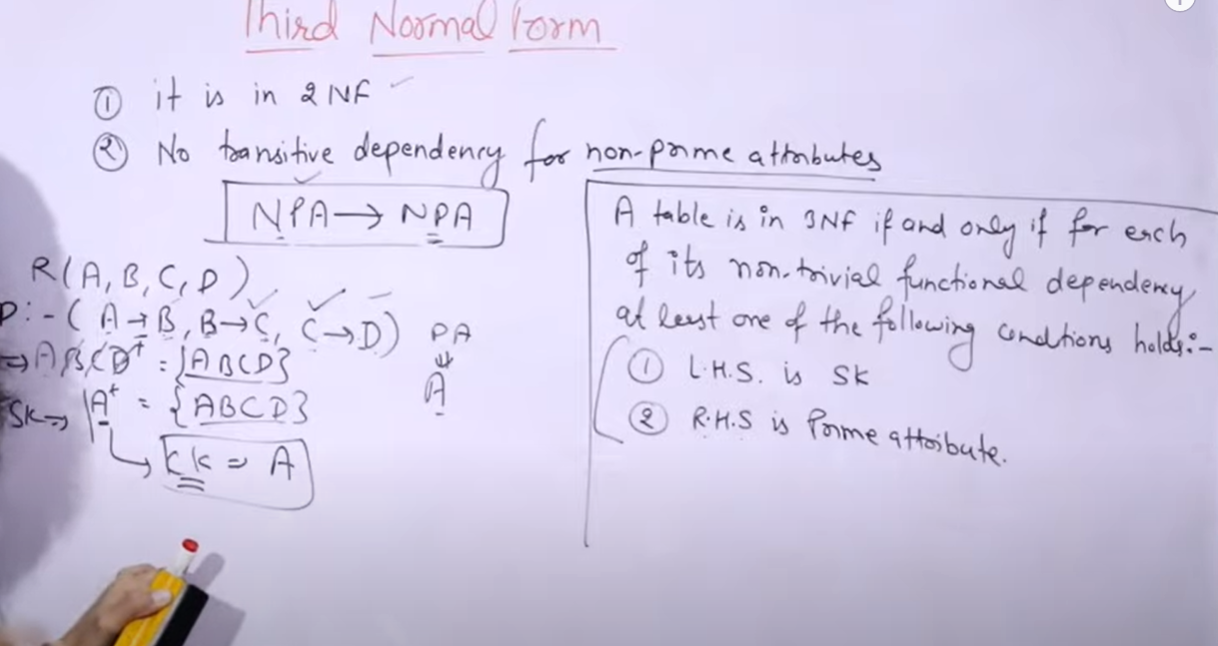 Third Normal Form
① it is in 2NF
② No transitive dependency for non-prime attributes
NPA → NPA
R(A, B, C, D)
D:- (A→B, B→C, C→D)
→ABCD⁺ = {ABCD}
SK→ A⁺ = {ABCD}
CK ⇒ A
PA
⇓
A
A table is in 3NF if and only if for each
of its non-trivial functional dependency
at least one of the following conditions holds:-
① L.H.S. is SK
② R.H.S is Prime attribute.